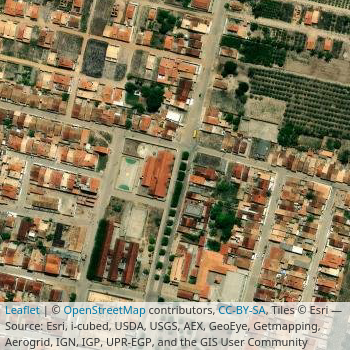 Leaflet | © OpenStreetMap contributors, CC-BY-SA, Tiles © Esri —
Source: Esri, i-cubed, USDA, USGS, AEX, GeoEye, Getmapping,
Aerogrid, IGN, IGP, UPR-EGP, and the GIS User Community